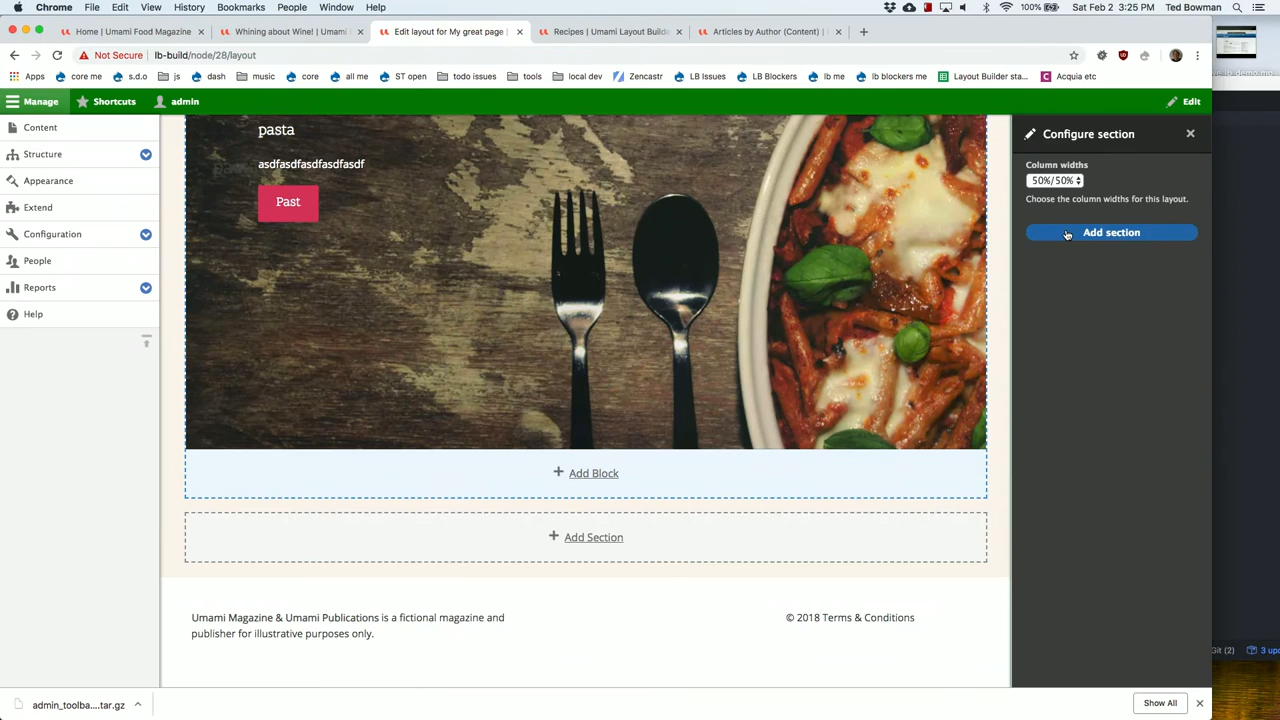 Chrome File Edit View History Bookmarks People Window Help 100% Sat Feb 2 3:25 PM Ted Bowman
Home | Umami Food Magazine
Whining about Wine! | Umami
Edit layout for My great page |
Recipes | Umami Layout Builde
Articles by Author (Content) |
Not Secure lb-build/node/28/layout
Apps core me s.d.o js dash music core all me ST open todo issues tools local dev Zencastr LB Issues LB Blockers lb me lb blockers me Layout Builder sta... Acquia etc
Manage Shortcuts admin Edit
Content
Structure
Appearance
Extend
Configuration
People
Reports
Help
pasta
asdfasdfasdfasdfasdf
Past
+ Add Block
+ Add Section
Umami Magazine & Umami Publications is a fictional magazine and
publisher for illustrative purposes only.
© 2018 Terms & Conditions
Configure section
Column widths
50%/50%
Choose the column widths for this layout.
Add section
Git (2)
admin_toolba....tar.gz
Show All